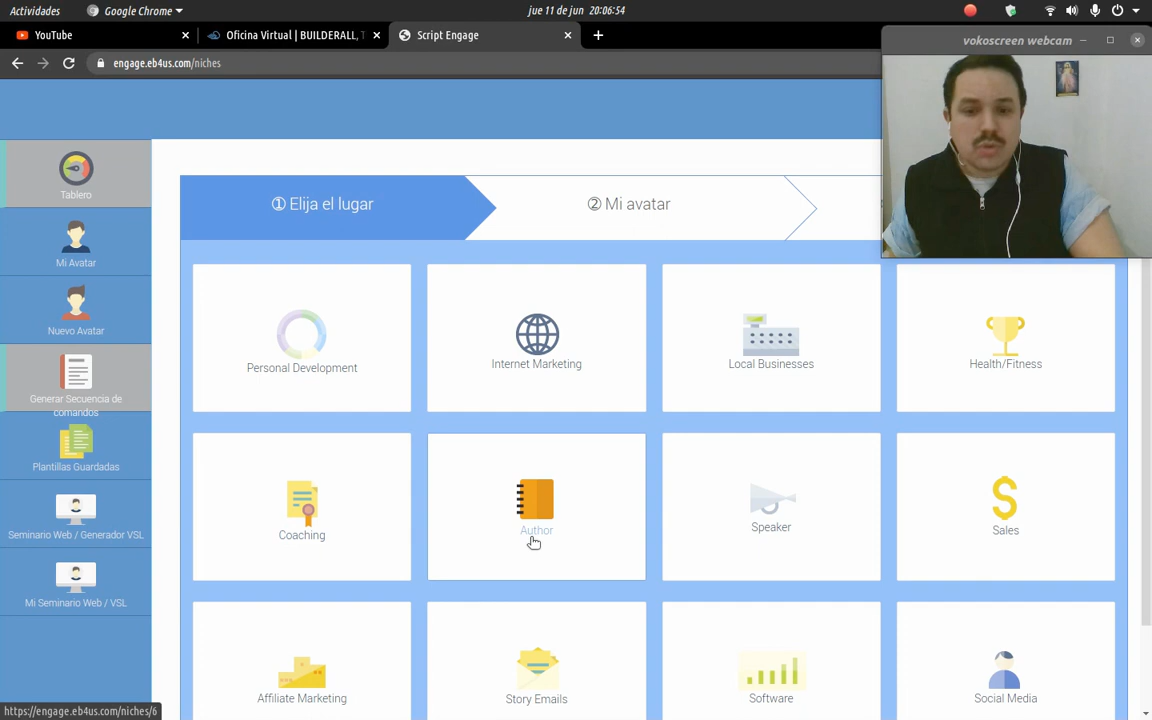 Actividades
Google Chrome
jue 11 de jun 20:06:54
YouTube
Oficina Virtual | BUILDERALL, T
Script Engage
vokoscreen webcam
engage.eb4us.com/niches
Tablero
Mi Avatar
Nuevo Avatar
Generar Secuencia de
comandos
Plantillas Guardadas
Seminario Web / Generador VSL
Mi Seminario Web / VSL
① Elija el lugar
② Mi avatar
Personal Development
Internet Marketing
Local Businesses
Health/Fitness
Coaching
Author
Speaker
Sales
Affiliate Marketing
Story Emails
Software
Social Media
https://engage.eb4us.com/niches/6